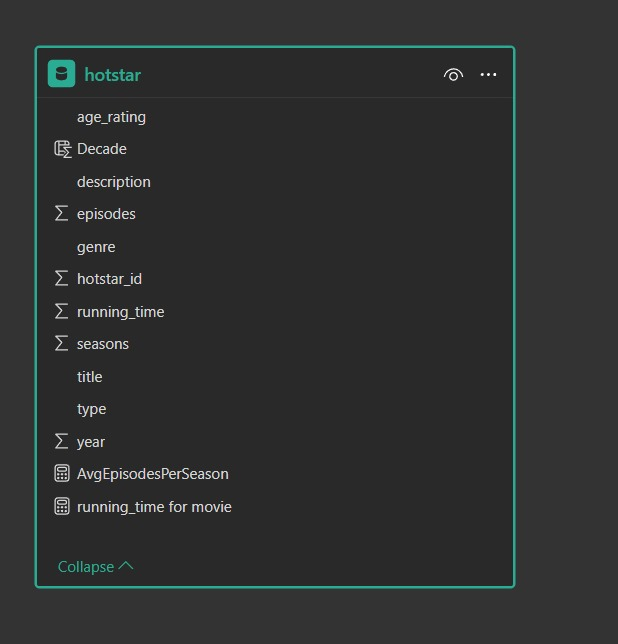 hotstar
age_rating
Decade
description
episodes
genre
hotstar_id
running_time
seasons
title
type
year
AvgEpisodesPerSeason
running_time for movie
Collapse